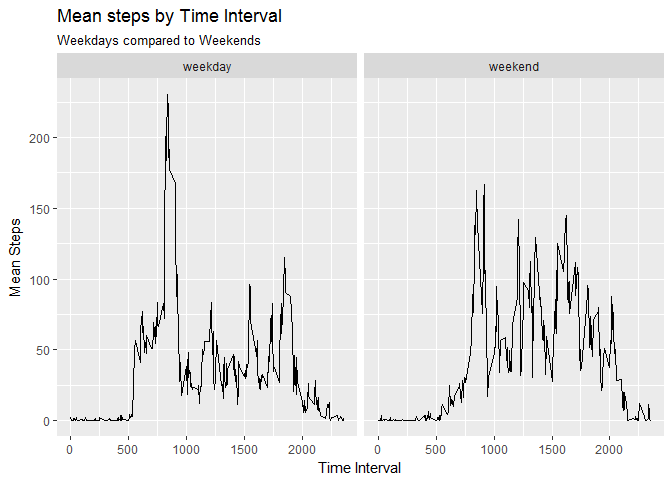 Mean steps by Time Interval
Weekdays compared to Weekends
weekday weekend
200
150
100
50
0
Mean Steps
0 500 1000 1500 2000 0 500 1000 1500 2000
Time Interval